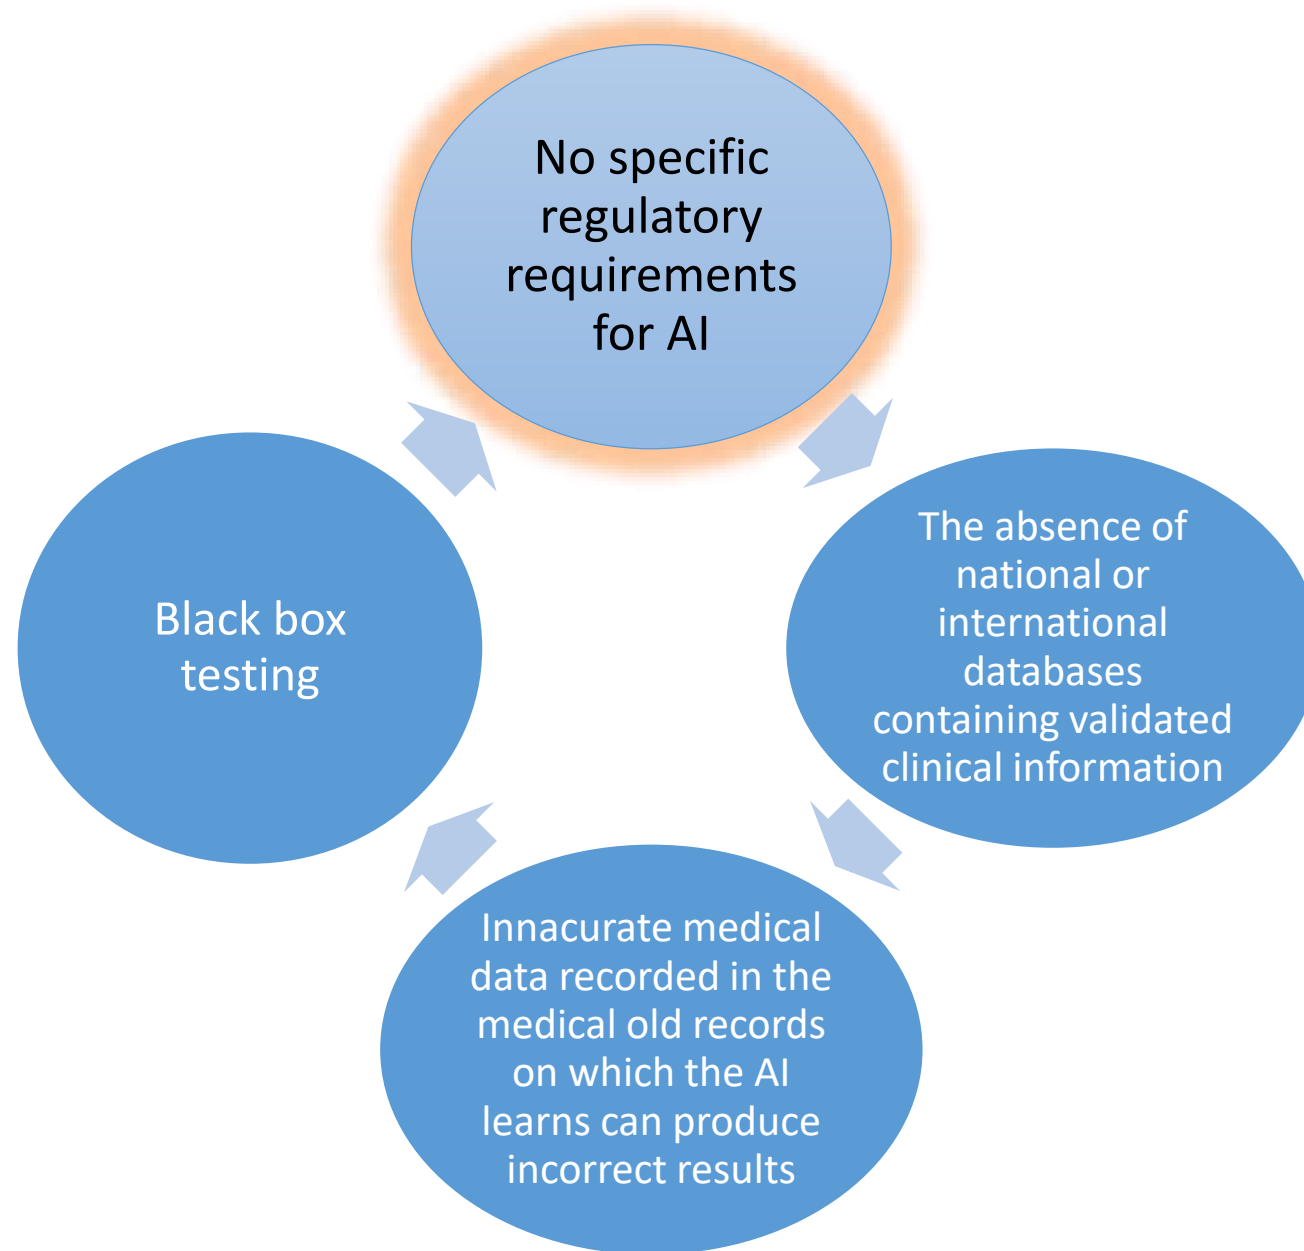 No specific
regulatory
requirements
for AI
The absence of
national or
international
databases
containing validated
clinical information
Innacurate medical
data recorded in the
medical old records
on which the AI
learns can produce
incorrect results
Black box
testing